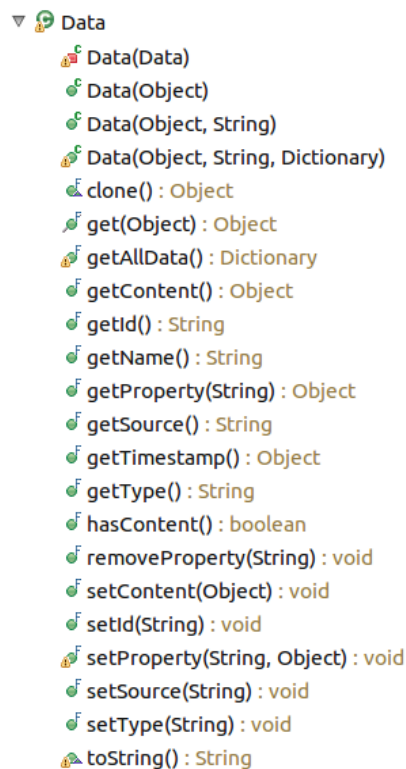 Data
Data(Data)
Data(Object)
Data(Object, String)
Data(Object, String, Dictionary)
clone() : Object
get(Object) : Object
getAllData() : Dictionary
getContent() : Object
getId() : String
getName() : String
getProperty(String) : Object
getSource() : String
getTimestamp() : Object
getType() : String
hasContent() : boolean
removeProperty(String) : void
setContent(Object) : void
setId(String) : void
setProperty(String, Object) : void
setSource(String) : void
setType(String) : void
toString() : String